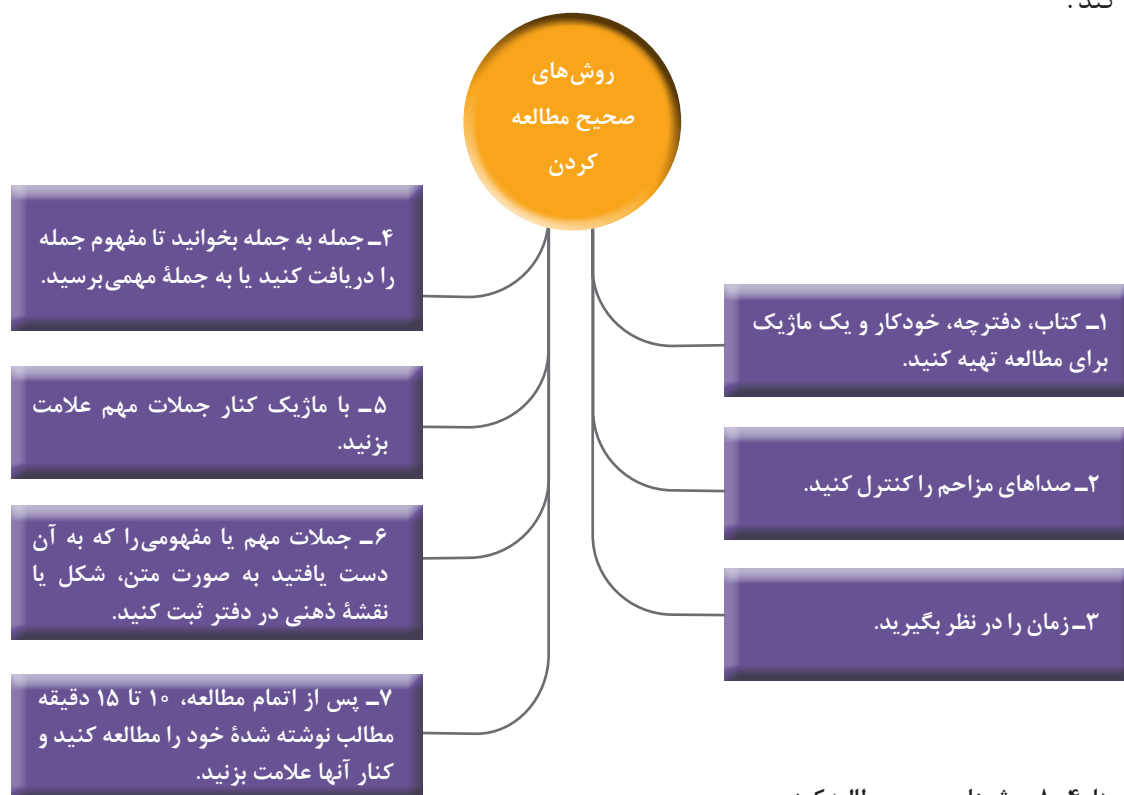 کند.
روش‌های
صحیح مطالعه
کردن
۱ـ کتاب، دفترچه، خودکار و یک ماژیک
برای مطالعه تهیه کنید.
۲ـ صداهای مزاحم را کنترل کنید.
۳ـ زمان را در نظر بگیرید.
۴ـ جمله به جمله بخوانید تا مفهوم جمله
را دریافت کنید یا به جملهٔ مهمی‌برسید.
۵ـ با ماژیک کنار جملات مهم علامت
بزنید.
۶ـ جملات مهم یا مفهومی‌را که به آن
دست یافتید به صورت متن، شکل یا
نقشهٔ ذهنی در دفتر ثبت کنید.
۷ـ پس از اتمام مطالعه، ۱۰ تا ۱۵ دقیقه
مطالب نوشته شدهٔ خود را مطالعه کنید و
کنار آنها علامت بزنید.